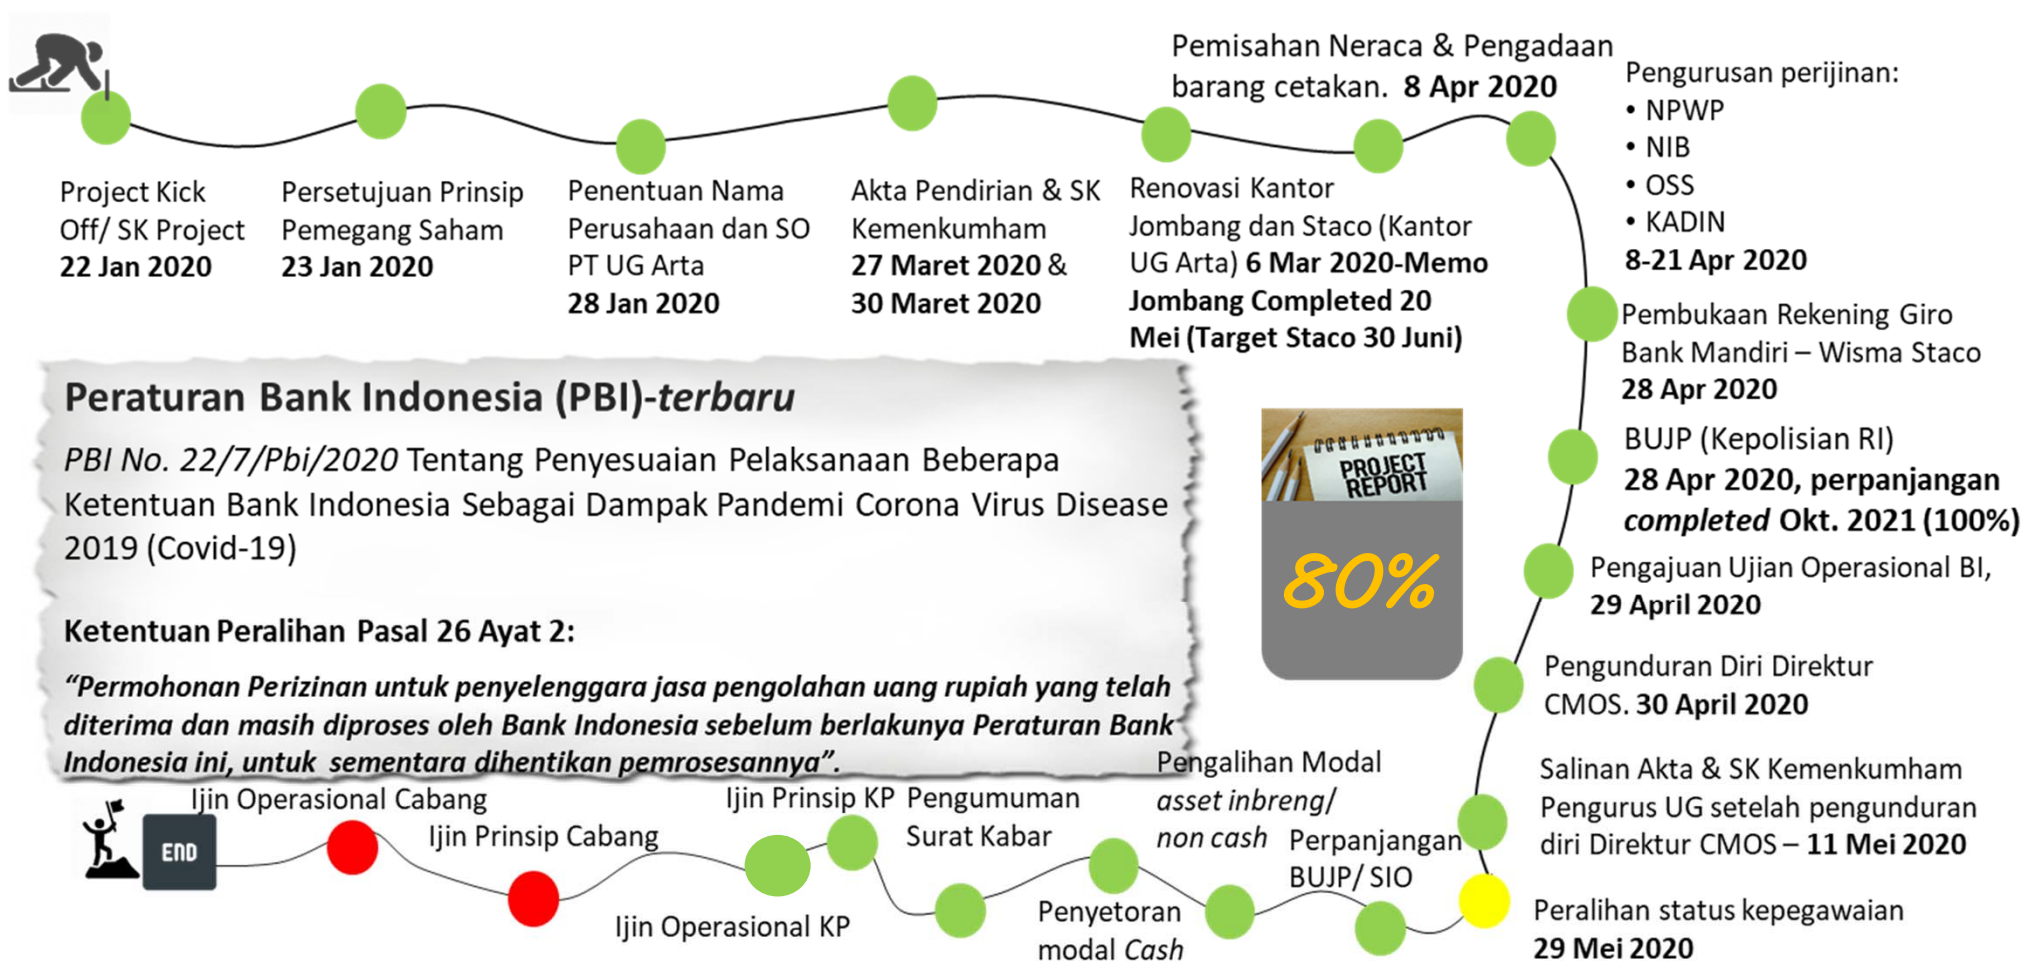 Project Kick
Off/ SK Project
22 Jan 2020
Persetujuan Prinsip
Pemegang Saham
23 Jan 2020
Penentuan Nama
Perusahaan dan SO
PT UG Arta
28 Jan 2020
Akta Pendirian & SK
Kemenkumham
27 Maret 2020 &
30 Maret 2020
Renovasi Kantor
Jombang dan Staco (Kantor
UG Arta) 6 Mar 2020-Memo
Jombang Completed 20
Mei (Target Staco 30 Juni)
Pemisahan Neraca & Pengadaan
barang cetakan. 8 Apr 2020
Pengurusan perijinan:
• NPWP
• NIB
• OSS
• KADIN
8-21 Apr 2020
Pembukaan Rekening Giro
Bank Mandiri – Wisma Staco
28 Apr 2020
BUJP (Kepolisian RI)
28 Apr 2020, perpanjangan
completed Okt. 2021 (100%)
Pengajuan Ujian Operasional BI,
29 April 2020
Pengunduran Diri Direktur
CMOS. 30 April 2020
Salinan Akta & SK Kemenkumham
Pengurus UG setelah pengunduran
diri Direktur CMOS – 11 Mei 2020
Peralihan status kepegawaian
29 Mei 2020
Peraturan Bank Indonesia (PBI)-terbaru
PBI No. 22/7/Pbi/2020 Tentang Penyesuaian Pelaksanaan Beberapa
Ketentuan Bank Indonesia Sebagai Dampak Pandemi Corona Virus Disease
2019 (Covid-19)
Ketentuan Peralihan Pasal 26 Ayat 2:
“Permohonan Perizinan untuk penyelenggara jasa pengolahan uang rupiah yang telah
diterima dan masih diproses oleh Bank Indonesia sebelum berlakunya Peraturan Bank
Indonesia ini, untuk sementara dihentikan pemrosesannya”.
PROJECT
REPORT
80%
Perpanjangan
BUJP/ SIO
Pengalihan Modal
asset inbreng/
non cash
Penyetoran
modal Cash
Pengumuman
Surat Kabar
Ijin Prinsip KP
Ijin Operasional KP
Ijin Prinsip Cabang
Ijin Operasional Cabang
END